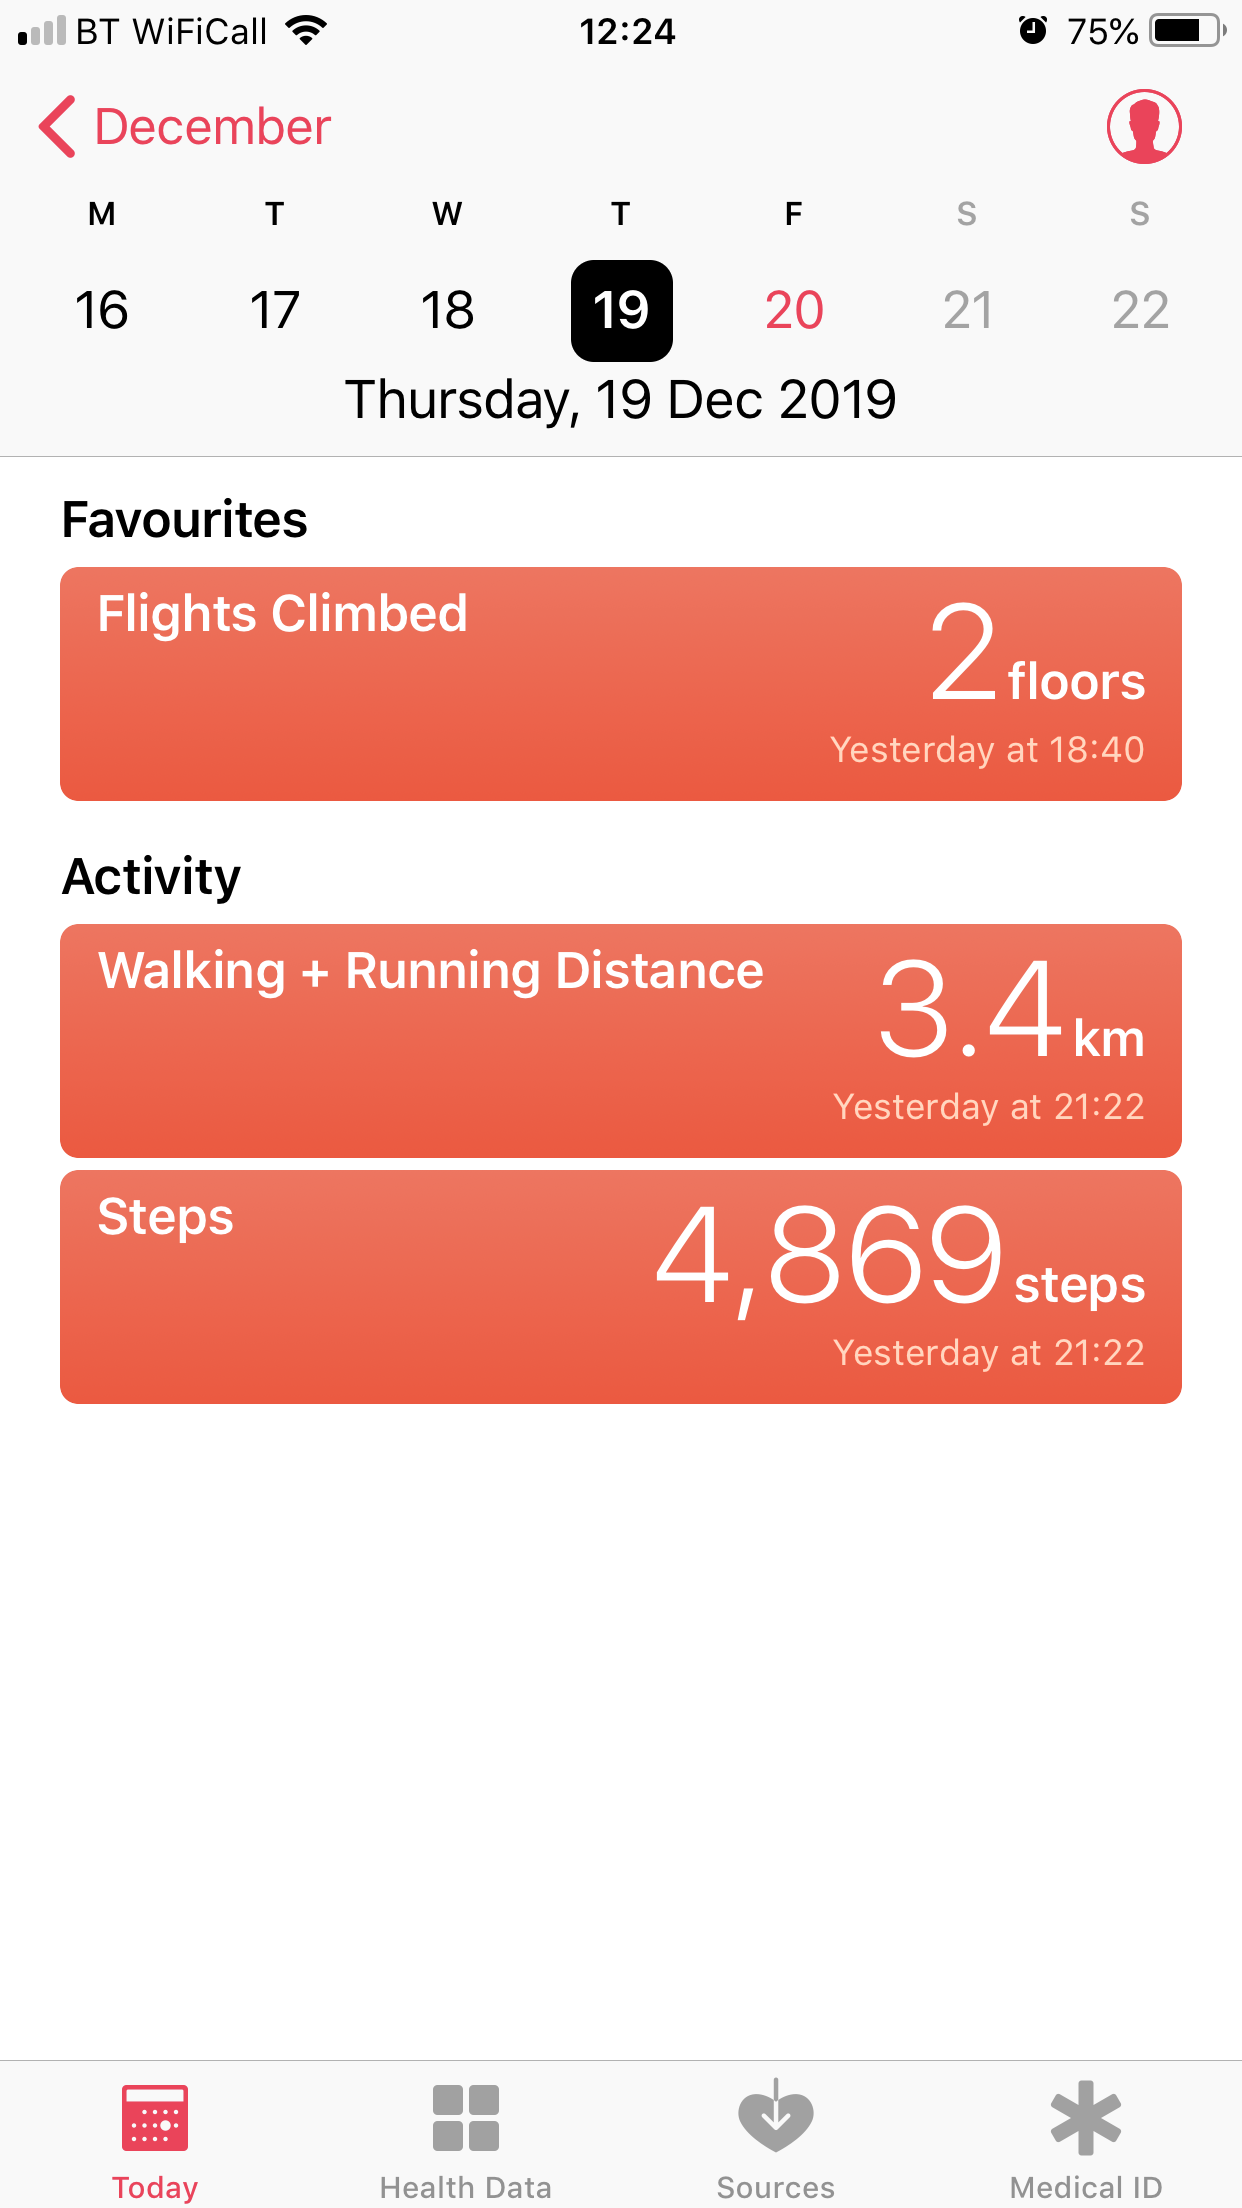 BT WiFiCall 12:24 75%
December
M T W T F S S
16 17 18 19 20 21 22
Thursday, 19 Dec 2019
Favourites
Flights Climbed
2 floors
Yesterday at 18:40
Activity
Walking + Running Distance
3.4 km
Yesterday at 21:22
Steps
4,869 steps
Yesterday at 21:22
Today Health Data Sources Medical ID